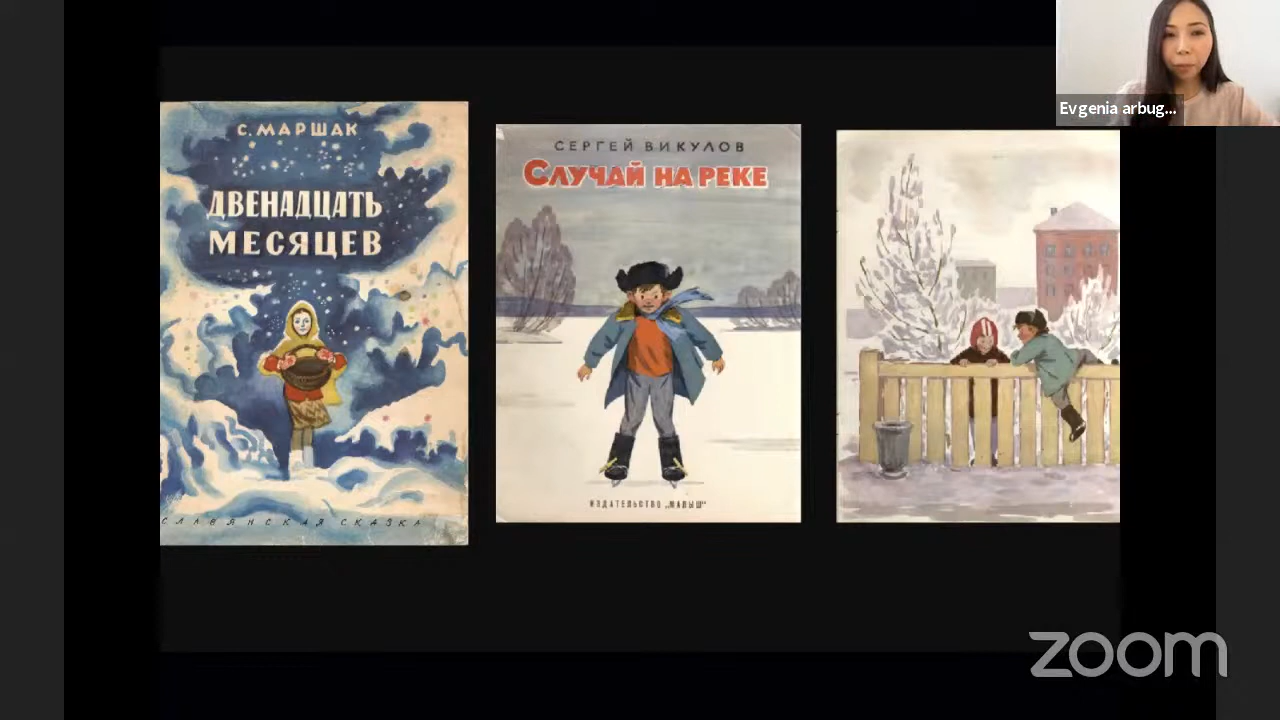 С. МАРШАК
ДВЕНАДЦАТЬ
МЕСЯЦЕВ
СЛАВЯНСКАЯ СКАЗКА
СЕРГЕЙ ВИКУЛОВ
СЛУЧАЙ НА РЕКЕ
ИЗДАТЕЛЬСТВО „МАЛЫШ“
Evgenia arbug...
zoom